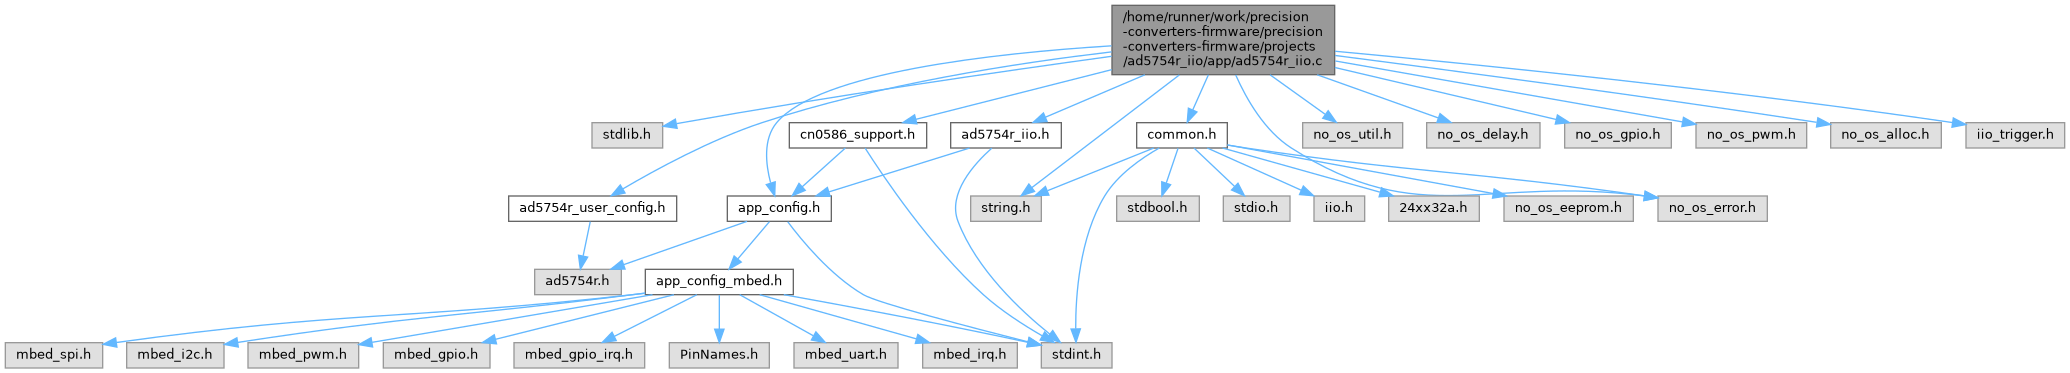 /home/runner/work/precision
-converters-firmware/precision
-converters-firmware/projects
/ad5754r_iio/app/ad5754r_iio.c
stdlib.h
cn0586_support.h
ad5754r_iio.h
common.h
no_os_util.h
no_os_delay.h
no_os_gpio.h
no_os_pwm.h
no_os_alloc.h
iio_trigger.h
ad5754r_user_config.h
app_config.h
string.h
stdbool.h
stdio.h
iio.h
24xx32a.h
no_os_eeprom.h
no_os_error.h
ad5754r.h
app_config_mbed.h
mbed_spi.h
mbed_i2c.h
mbed_pwm.h
mbed_gpio.h
mbed_gpio_irq.h
PinNames.h
mbed_uart.h
mbed_irq.h
stdint.h